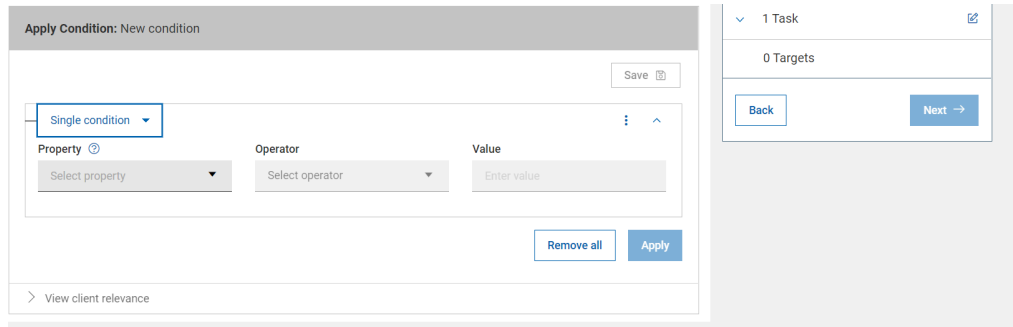 Apply Condition: New condition
Save
Single condition
Property
Operator
Value
Select property
Select operator
Enter value
Remove all
Apply
View client relevance
1 Task
0 Targets
Back
Next